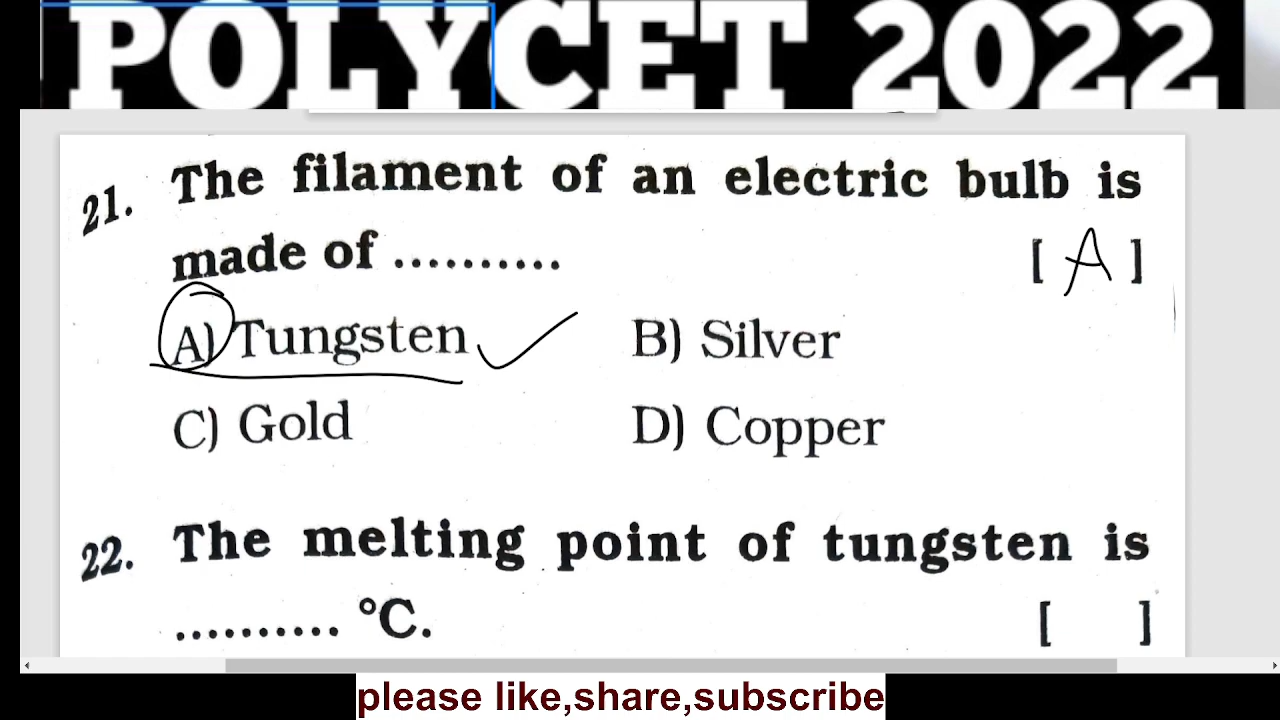 POLYCET 2022
21. The filament of an electric bulb is
made of .......... [ A ]
A) Tungsten B) Silver
C) Gold D) Copper
22. The melting point of tungsten is
.......... °C. [ ]
please like,share,subscribe